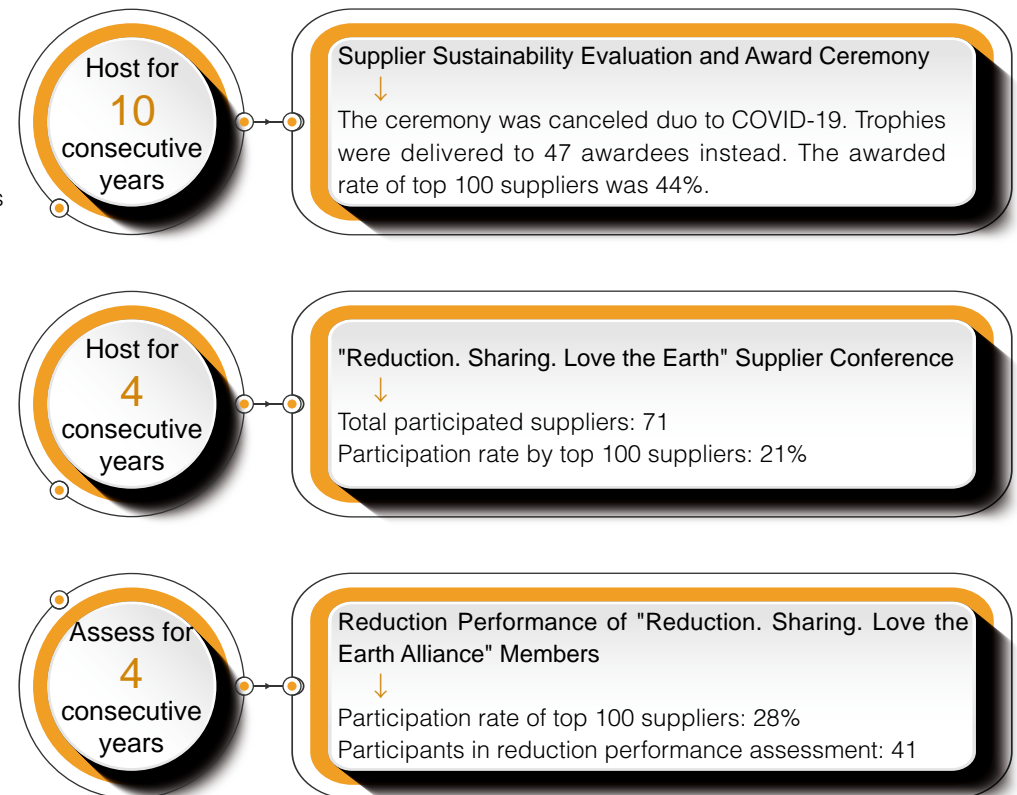 Host for
10
consecutive
years
Supplier Sustainability Evaluation and Award Ceremony
↓
The ceremony was canceled duo to COVID-19. Trophies
were delivered to 47 awardees instead. The awarded
rate of top 100 suppliers was 44%.
s
Host for
4
consecutive
years
"Reduction. Sharing. Love the Earth" Supplier Conference
↓
Total participated suppliers: 71
Participation rate by top 100 suppliers: 21%
Assess for
4
consecutive
years
Reduction Performance of "Reduction. Sharing. Love the
Earth Alliance" Members
↓
Participation rate of top 100 suppliers: 28%
Participants in reduction performance assessment: 41